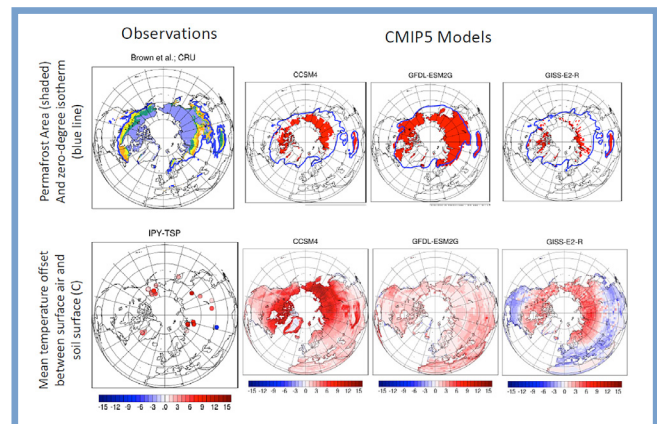 Observations
CMIP5 Models
Permafrost Area (shaded)
And zero-degree isotherm
(blue line)
Brown et al.; CRU
CCSM4
GFDL-ESM2G
GISS-E2-R
Mean temperature offset
between surface air and
soil surface (C)
IPY-TSP
CCSM4
GFDL-ESM2G
GISS-E2-R
-15 -12 -9 -6 -3 0 3 6 9 12 15
-15 -12 -9 -6 -3 0 3 6 9 12 15
-15 -12 -9 -6 -3 0 3 6 9 12 15
-15 -12 -9 -6 -3 0 3 6 9 12 15